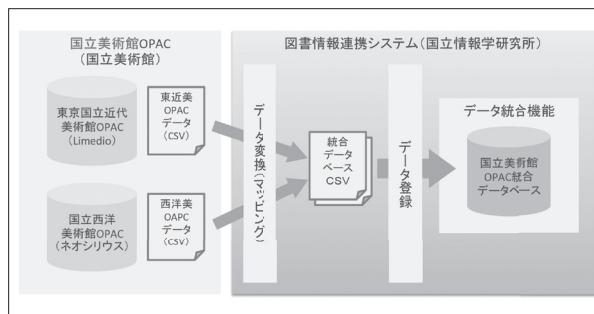 国立美術館OPAC
(国立美術館)
東京国立近代
美術館OPAC
(Limedio)
東近美
OPAC
データ
(CSV)
国立西洋
美術館OPAC
(ネオシリウス)
西洋美
OAPC
データ
(CSV)
図書情報連携システム(国立情報学研究所)
データ変換(マッピング)
統合
データ
ベース
CSV
データ登録
データ統合機能
国立美術館
OPAC統合
データベース